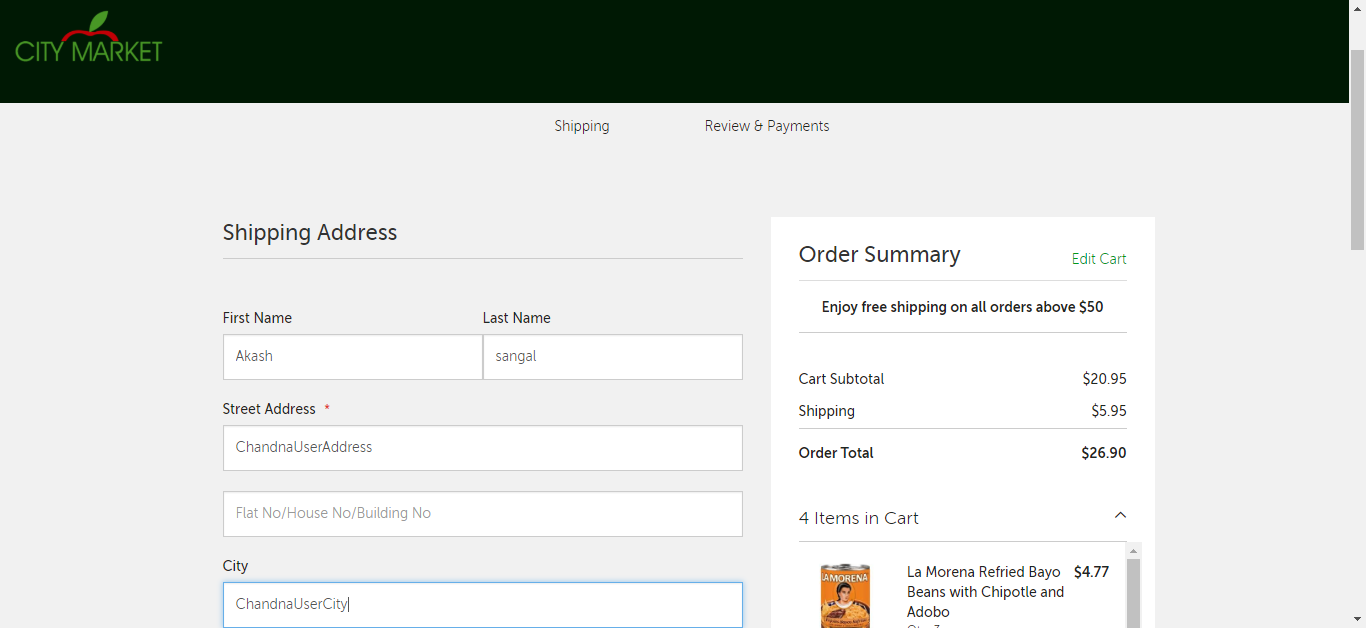 CITY MARKET
Shipping
Review & Payments
Shipping Address
First Name
Last Name
Akash
sangal
Street Address *
ChandnaUserAddress
Flat No/House No/Building No
City
ChandnaUserCity
Order Summary
Edit Cart
Enjoy free shipping on all orders above $50
Cart Subtotal $20.95
Shipping $5.95
Order Total $26.90
4 Items in Cart
LA MORENA
La Morena Refried Bayo $4.77
Beans with Chipotle and
Adobo